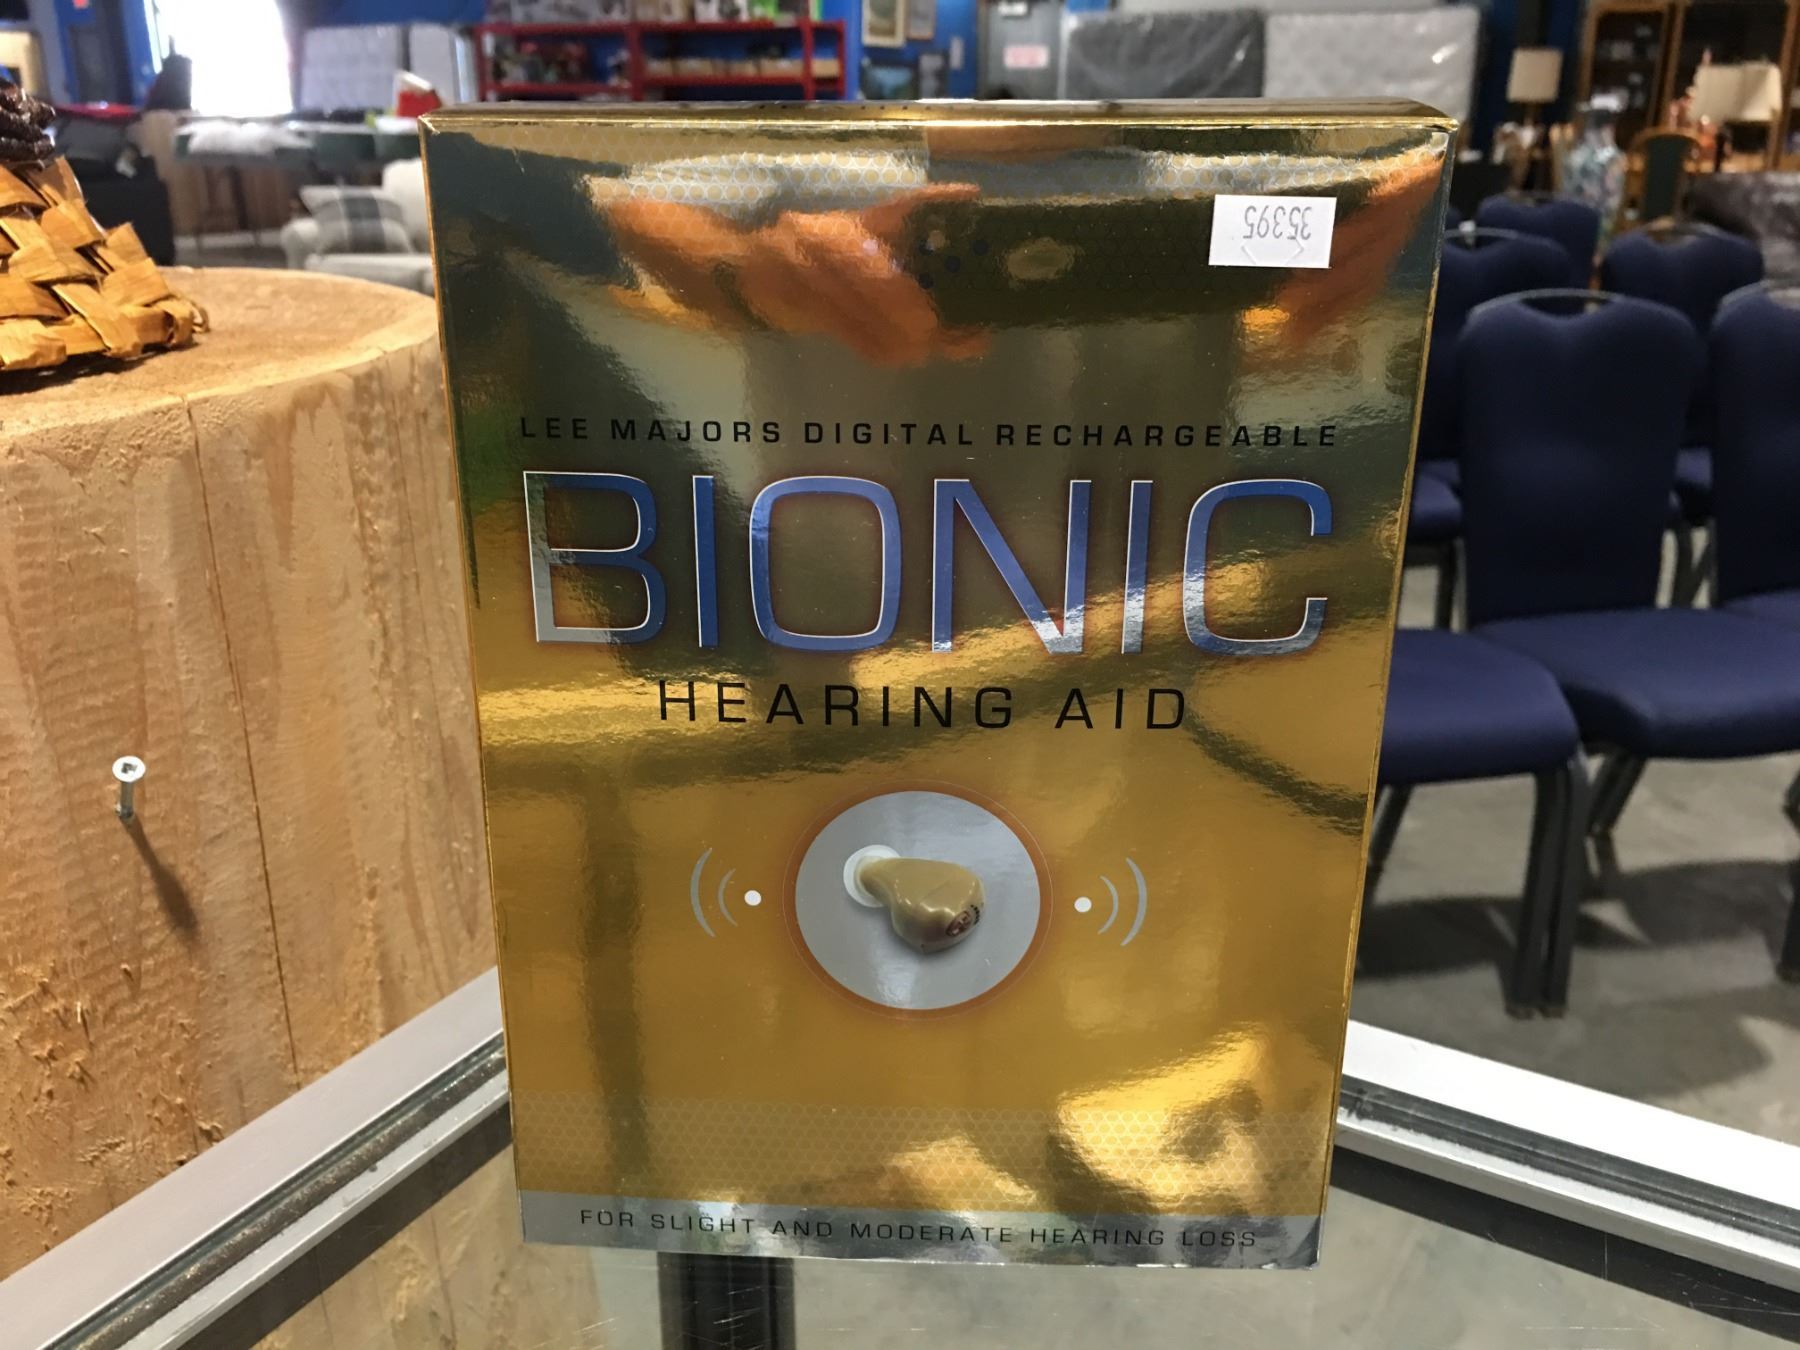 35395
LEE MAJORS DIGITAL RECHARGEABLE
BIONIC
HEARING AID
FOR SLIGHT AND MODERATE HEARING LOSS